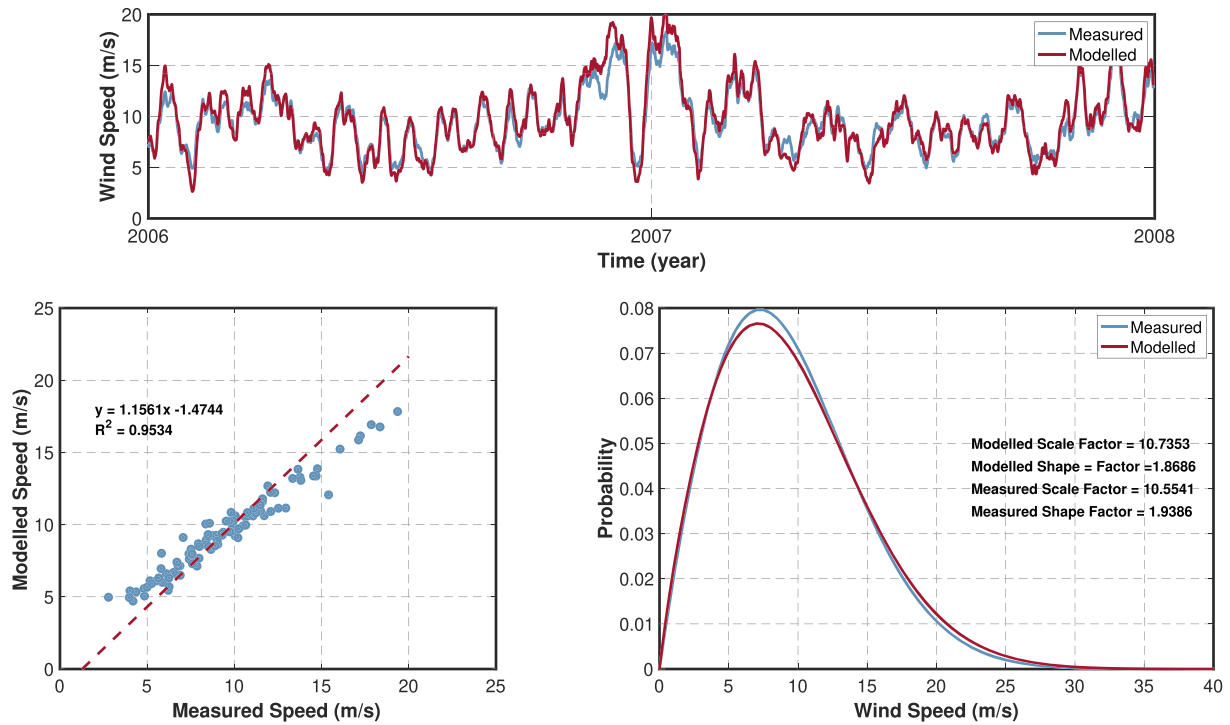 20
15
10
5
0
Wind Speed (m/s)
Measured
Modelled
2006
2007
2008
Time (year)
25
20
15
10
5
0
Modelled Speed (m/s)
y = 1.1561x -1.4744
R² = 0.9534
0
5
10
15
20
25
Measured Speed (m/s)
0.08
0.07
0.06
0.05
0.04
0.03
0.02
0.01
0
Probability
Measured
Modelled
Modelled Scale Factor = 10.7353
Modelled Shape = Factor =1.8686
Measured Scale Factor = 10.5541
Measured Shape Factor = 1.9386
0
5
10
15
20
25
30
35
40
Wind Speed (m/s)